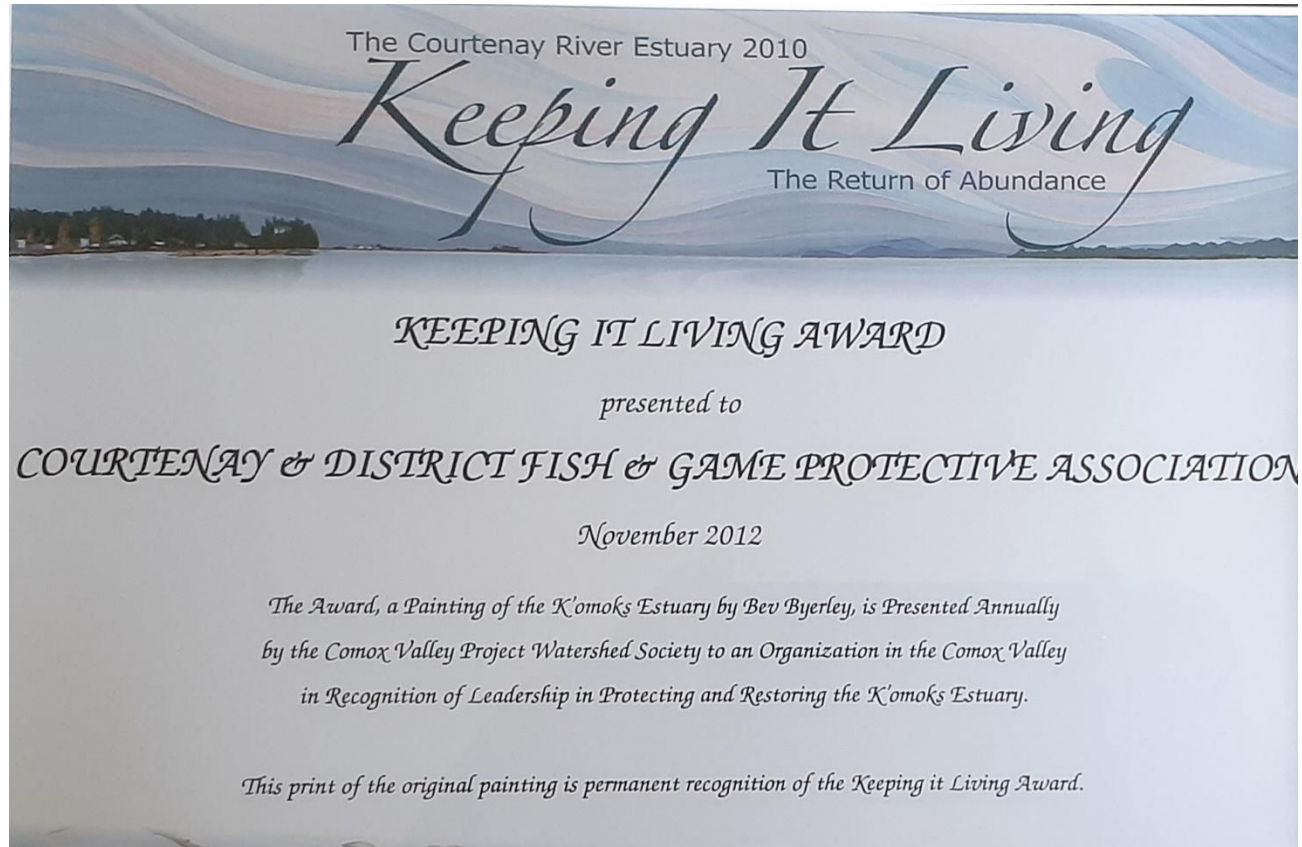 The Courtenay River Estuary 2010
Keeping It Living
The Return of Abundance
KEEPING IT LIVING AWARD
presented to
COURTENAY & DISTRICT FISH & GAME PROTECTIVE ASSOCIATION
November 2012
The Award, a Painting of the K'omoks Estuary by Bev Byerley, is Presented Annually
by the Comox Valley Project Watershed Society to an Organization in the Comox Valley
in Recognition of Leadership in Protecting and Restoring the K'omoks Estuary.
This print of the original painting is permanent recognition of the Keeping it Living Award.